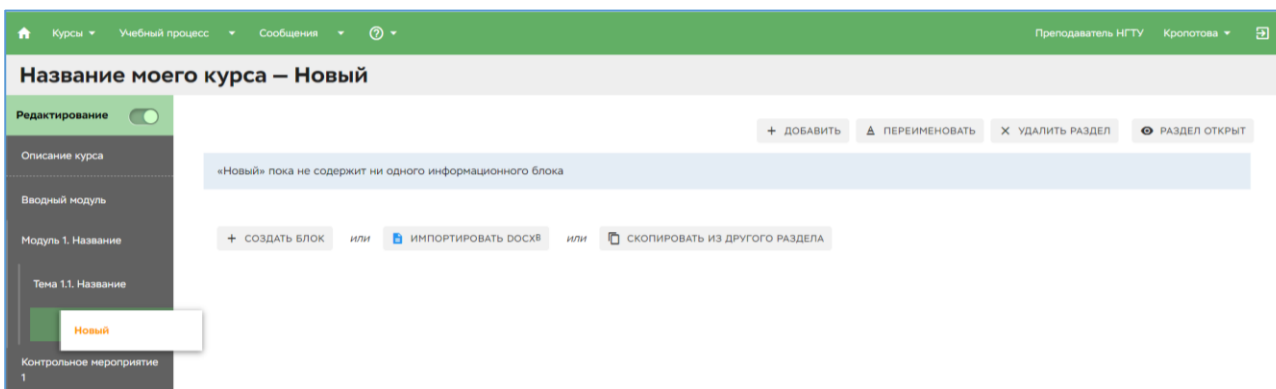 Курсы Учебный процесс Сообщения Преподаватель НГТУ Кропотова
Название моего курса – Новый
Редактирование
+ ДОБАВИТЬ ПЕРЕИМЕНОВАТЬ УДАЛИТЬ РАЗДЕЛ РАЗДЕЛ ОТКРЫТ
Описание курса
«Новый» пока не содержит ни одного информационного блока
Вводный модуль
Модуль 1. Название
+ СОЗДАТЬ БЛОК или ИМПОРТИРОВАТЬ DOCXβ или СКОПИРОВАТЬ ИЗ ДРУГОГО РАЗДЕЛА
Тема 1.1. Название
Новый
Контрольное мероприятие
1